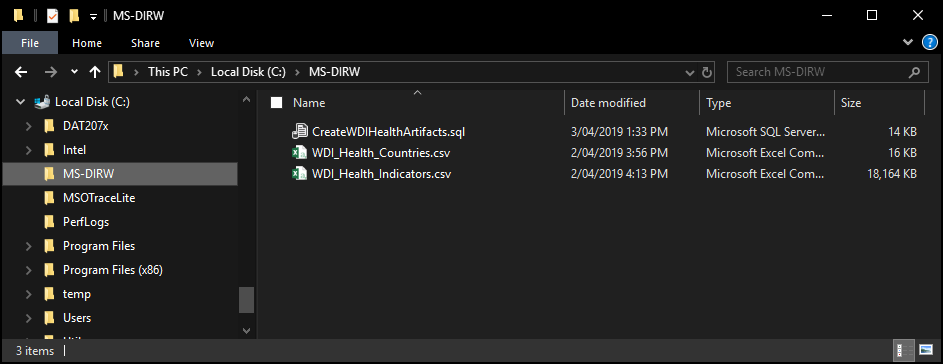 MS-DIRW
File Home Share View
This PC Local Disk (C:) MS-DIRW Search MS-DIRW
Local Disk (C:)
DAT207x
Intel
MS-DIRW
MSOTraceLite
PerfLogs
Program Files
Program Files (x86)
temp
Users
Name Date modified Type Size
CreateWDIHealthArtifacts.sql 3/04/2019 1:33 PM Microsoft SQL Server... 14 KB
WDI_Health_Countries.csv 2/04/2019 3:56 PM Microsoft Excel Com... 16 KB
WDI_Health_Indicators.csv 2/04/2019 4:13 PM Microsoft Excel Com... 18,164 KB
3 items